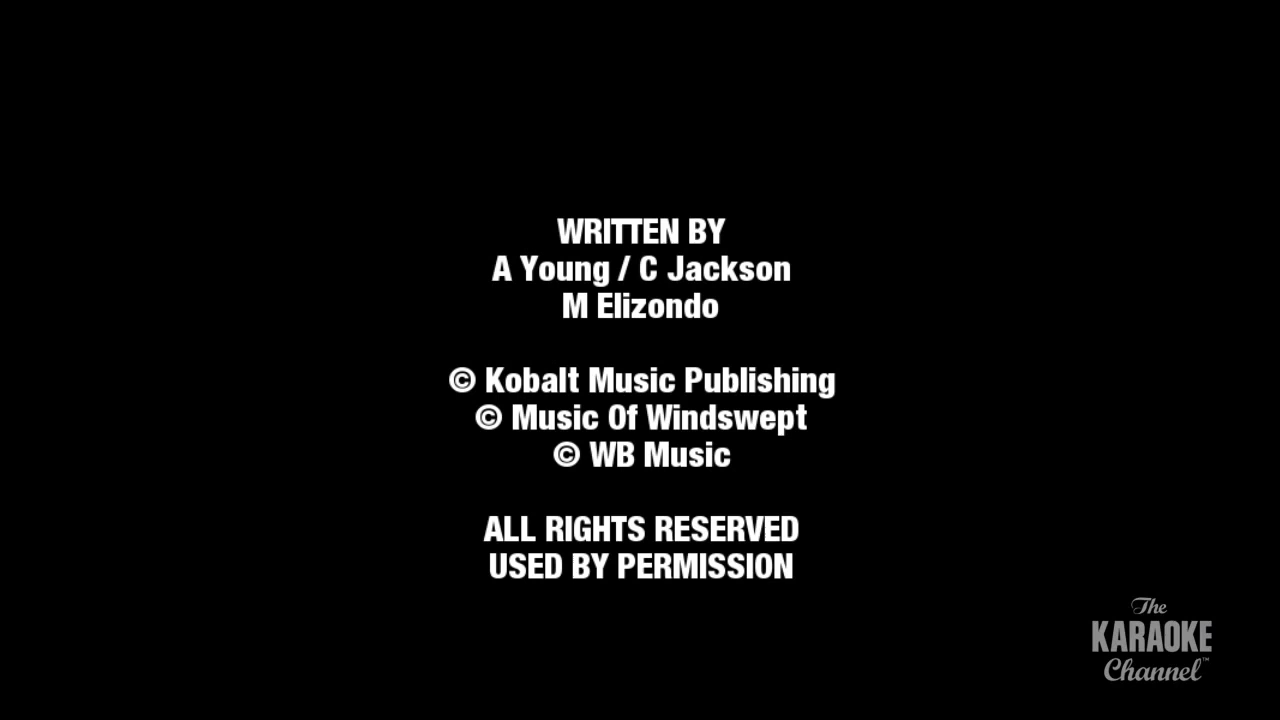 WRITTEN BY
A Young / C Jackson
M Elizondo
© Kobalt Music Publishing
© Music Of Windswept
© WB Music
ALL RIGHTS RESERVED
USED BY PERMISSION
The
KARAOKE
Channel™